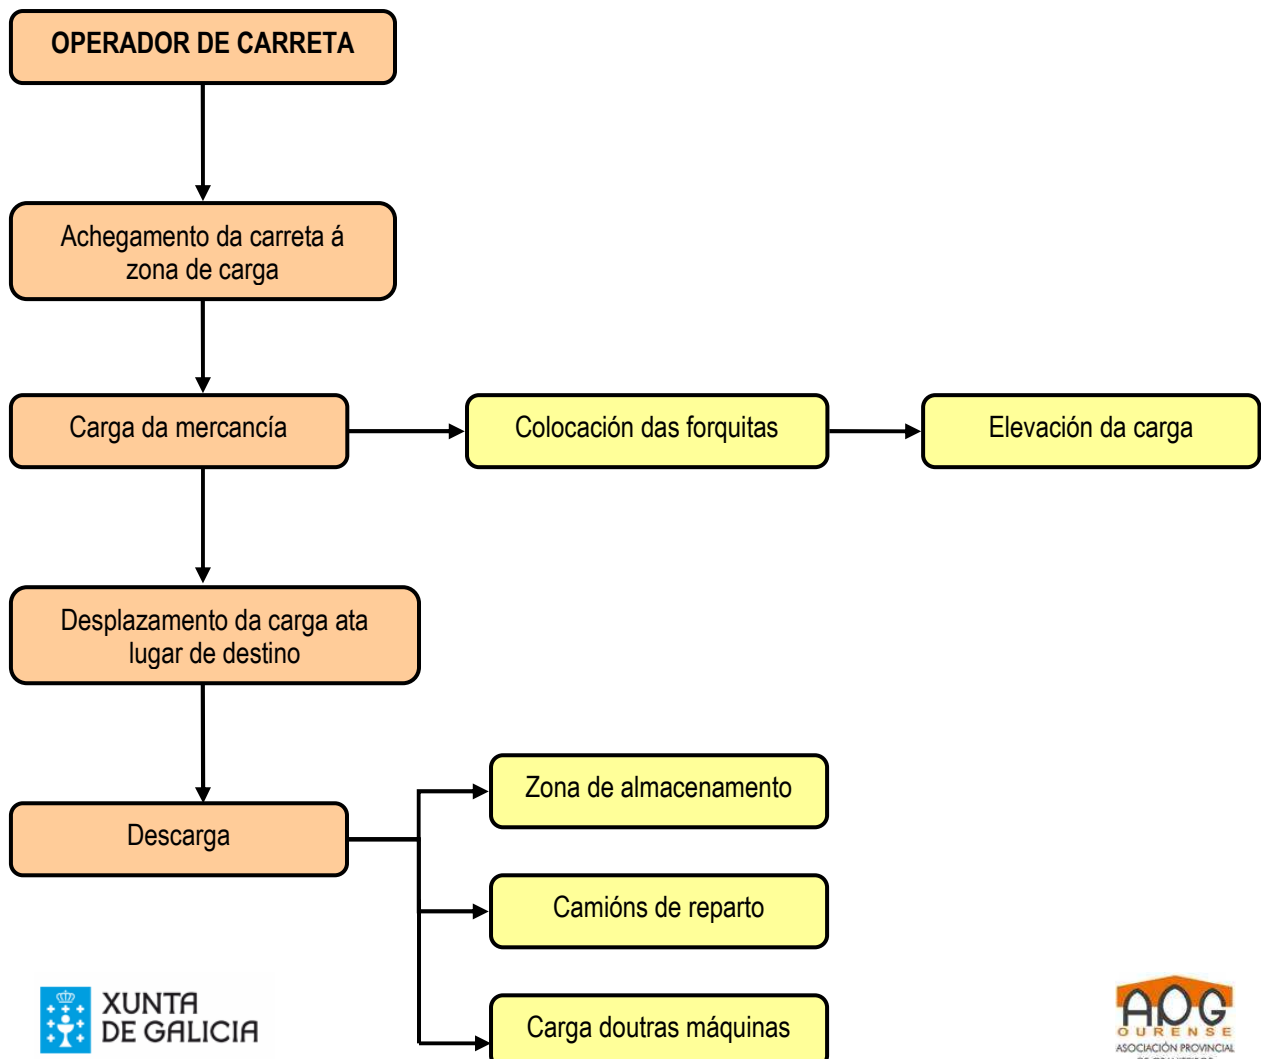 OPERADOR DE CARRETA
Achegamento da carreta á
zona de carga
Carga da mercancía
Colocación das forquitas
Elevación da carga
Desplazamento da carga ata
lugar de destino
Descarga
Zona de almacenamento
Camións de reparto
Carga doutras máquinas
XUNTA
DE GALICIA
APG
OURENSE
ASOCIACIÓN PROVINCIAL